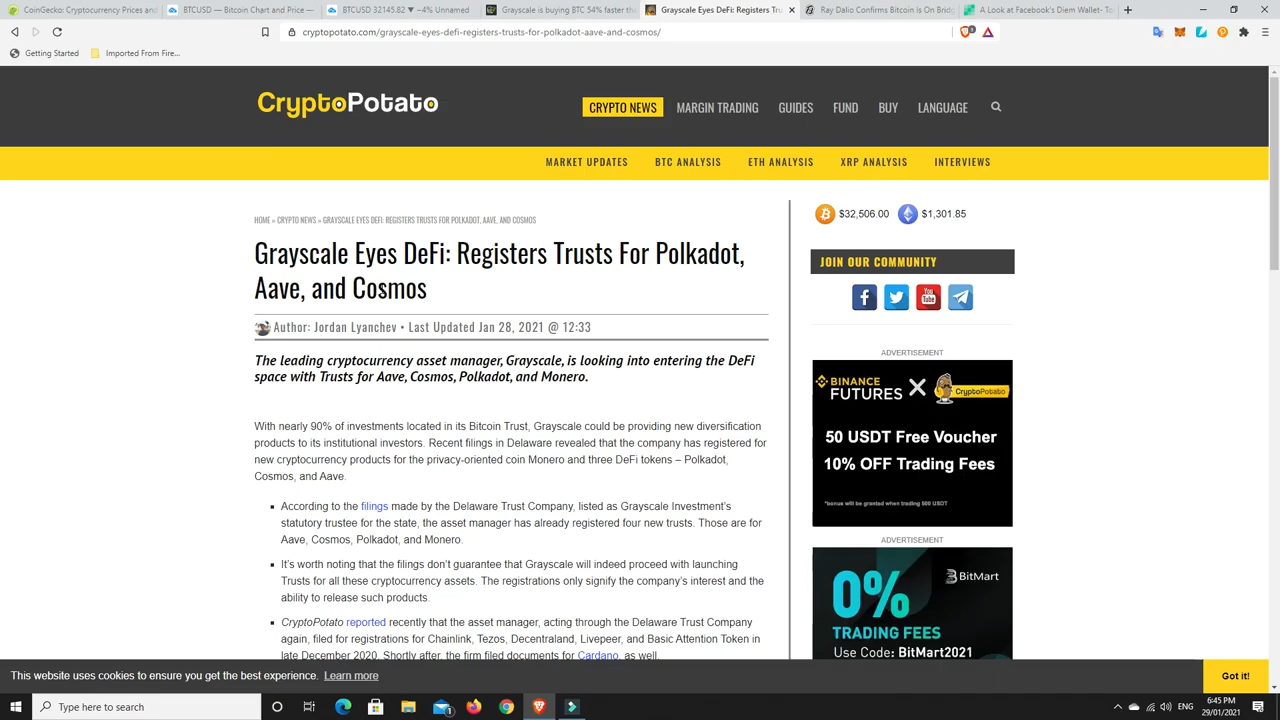 CoinGecko: Cryptocurrency Prices and
BTCUSD — Bitcoin Chart and Price
BTCUSD 32145.82 ▼ −4% Unnamed
Grayscale is buying BTC 54% faster tha
Grayscale Eyes DeFi: Registers Trus
Ray Dalio Confirms Bitcoin Is On Bridg
A Look at Facebook's Diem Wallet- To
cryptopotato.com/grayscale-eyes-defi-registers-trusts-for-polkadot-aave-and-cosmos/
Getting Started
Imported From Fire...
CryptoPotato
CRYPTO NEWS
MARGIN TRADING
GUIDES
FUND
BUY
LANGUAGE
MARKET UPDATES
BTC ANALYSIS
ETH ANALYSIS
XRP ANALYSIS
INTERVIEWS
HOME » CRYPTO NEWS » GRAYSCALE EYES DEFI: REGISTERS TRUSTS FOR POLKADOT, AAVE, AND COSMOS
Grayscale Eyes DeFi: Registers Trusts For Polkadot,
Aave, and Cosmos
Author: Jordan Lyanchev • Last Updated Jan 28, 2021 @ 12:33
The leading cryptocurrency asset manager, Grayscale, is looking into entering the DeFi
space with Trusts for Aave, Cosmos, Polkadot, and Monero.
With nearly 90% of investments located in its Bitcoin Trust, Grayscale could be providing new diversification
products to its institutional investors. Recent filings in Delaware revealed that the company has registered for
new cryptocurrency products for the privacy-oriented coin Monero and three DeFi tokens – Polkadot,
Cosmos, and Aave.
According to the filings made by the Delaware Trust Company, listed as Grayscale Investment's
statutory trustee for the state, the asset manager has already registered four new trusts. Those are for
Aave, Cosmos, Polkadot, and Monero.
It's worth noting that the filings don't guarantee that Grayscale will indeed proceed with launching
Trusts for all these cryptocurrency assets. The registrations only signify the company's interest and the
ability to release such products.
CryptoPotato reported recently that the asset manager, acting through the Delaware Trust Company
again, filed for registrations for Chainlink, Tezos, Decentraland, Livepeer, and Basic Attention Token in
late December 2020. Shortly after, the firm filed documents for Cardano, as well.
$32,506.00
$1,301.85
JOIN OUR COMMUNITY
You
Tube
ADVERTISEMENT
BINANCE
FUTURES
CryptoPotato
50 USDT Free Voucher
10% OFF Trading Fees
*bonus will be granted when trading 500 USDT
ADVERTISEMENT
BitMart
0%
TRADING FEES
Use Code: BitMart2021
This website uses cookies to ensure you get the best experience. Learn more
Got it!
Type here to search
ENG
6:45 PM
29/01/2021